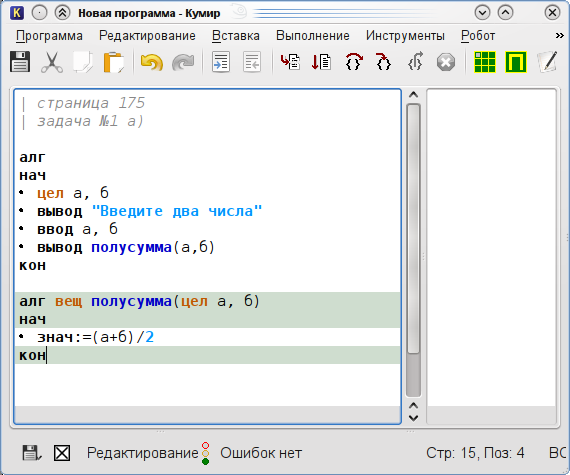 Новая программа - Кумир
Программа Редактирование Вставка Выполнение Инструменты Робот »
| страница 175
| задача №1 а)
алг
нач
• цел а, б
• вывод "Введите два числа"
• ввод а, б
• вывод полусумма(а,б)
кон
алг вещ полусумма(цел а, б)
нач
• знач:=(а+б)/2
кон
Редактирование Ошибок нет Стр: 15, Поз: 4 ВС